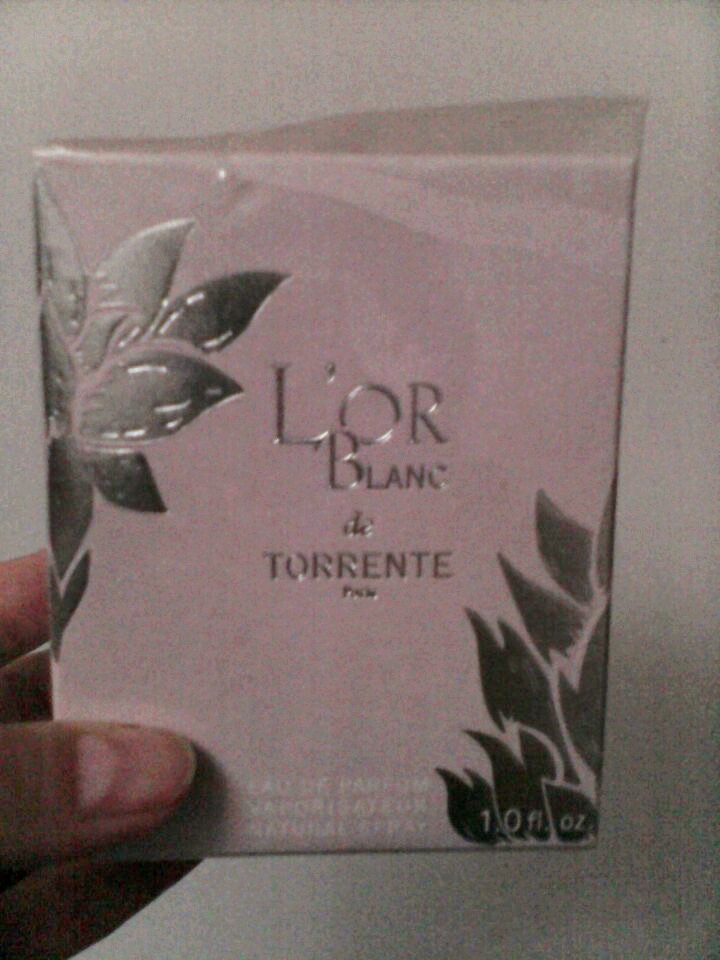 L'OR
BLANC
de
TORRENTE
Paris
EAU DE PARFUM
VAPORISATEUR
NATURAL SPRAY
1.0 fl. oz.